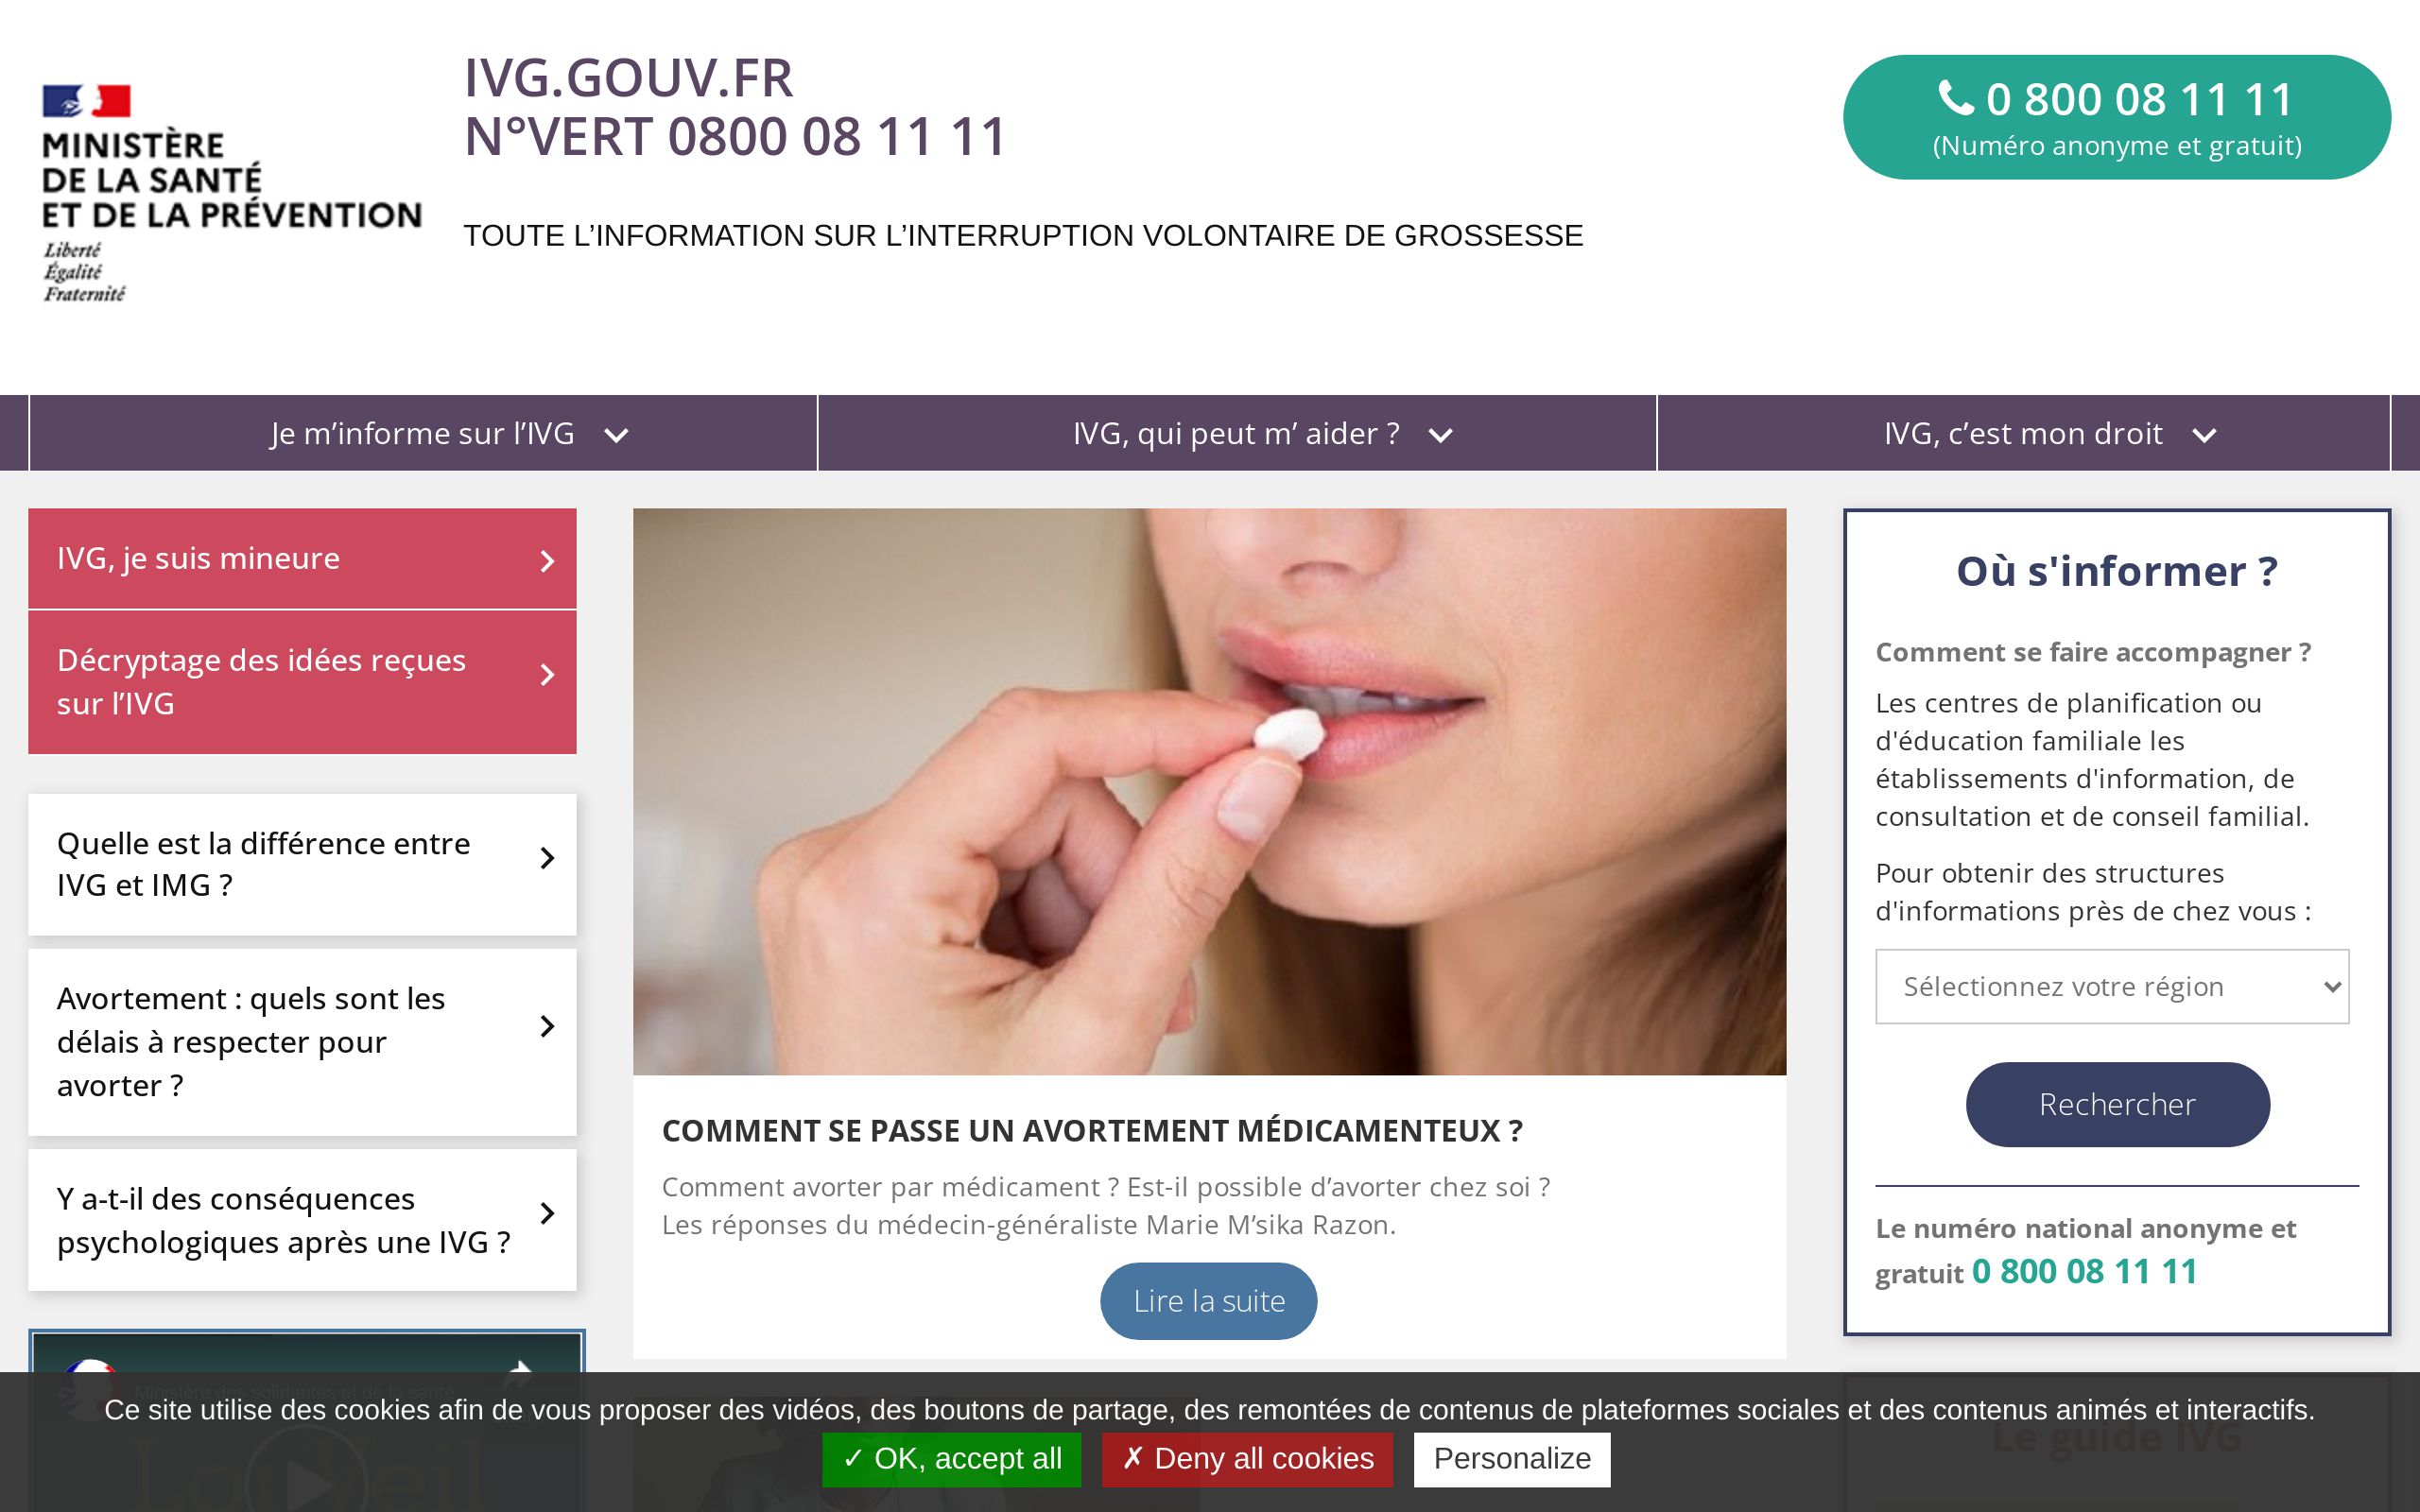 MINISTÈRE
DE LA SANTÉ
ET DE LA PRÉVENTION
Liberté
Égalité
Fraternité
IVG.GOUV.FR
N°VERT 0800 08 11 11
TOUTE L’INFORMATION SUR L’INTERRUPTION VOLONTAIRE DE GROSSESSE
0 800 08 11 11
(Numéro anonyme et gratuit)
Je m’informe sur l’IVG
IVG, qui peut m’ aider ?
IVG, c’est mon droit
IVG, je suis mineure
Décryptage des idées reçues
sur l’IVG
Quelle est la différence entre
IVG et IMG ?
Avortement : quels sont les
délais à respecter pour
avorter ?
Y a-t-il des conséquences
psychologiques après une IVG ?
Ministère des solidarités et de la santé
Loi Veil
COMMENT SE PASSE UN AVORTEMENT MÉDICAMENTEUX ?
Comment avorter par médicament ? Est-il possible d’avorter chez soi ?
Les réponses du médecin-généraliste Marie M’sika Razon.
Lire la suite
Où s'informer ?
Comment se faire accompagner ?
Les centres de planification ou
d'éducation familiale les
établissements d'information, de
consultation et de conseil familial.
Pour obtenir des structures
d'informations près de chez vous :
Sélectionnez votre région
Rechercher
Le numéro national anonyme et
gratuit 0 800 08 11 11
Le guide IVG
Ce site utilise des cookies afin de vous proposer des vidéos, des boutons de partage, des remontées de contenus de plateformes sociales et des contenus animés et interactifs.
✓ OK, accept all
✗ Deny all cookies
Personalize